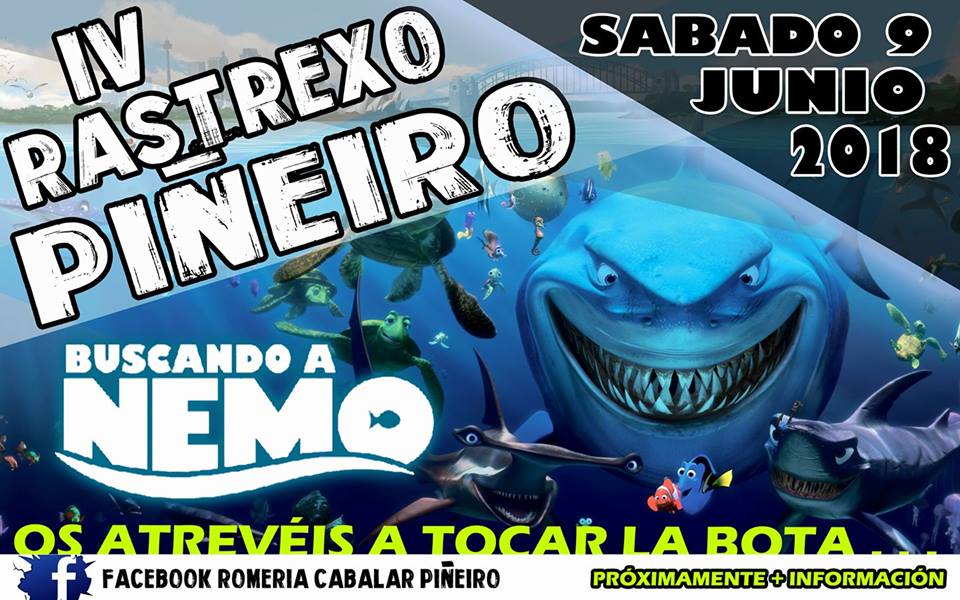 IV
RASTREXO
PIÑEIRO
SABADO 9
JUNIO
2018
BUSCANDO A
NEMO
OS ATREVÉIS A TOCAR LA BOTA . . .
f FACEBOOK ROMERIA CABALAR PIÑEIRO
PRÓXIMAMENTE + INFORMACIÓN